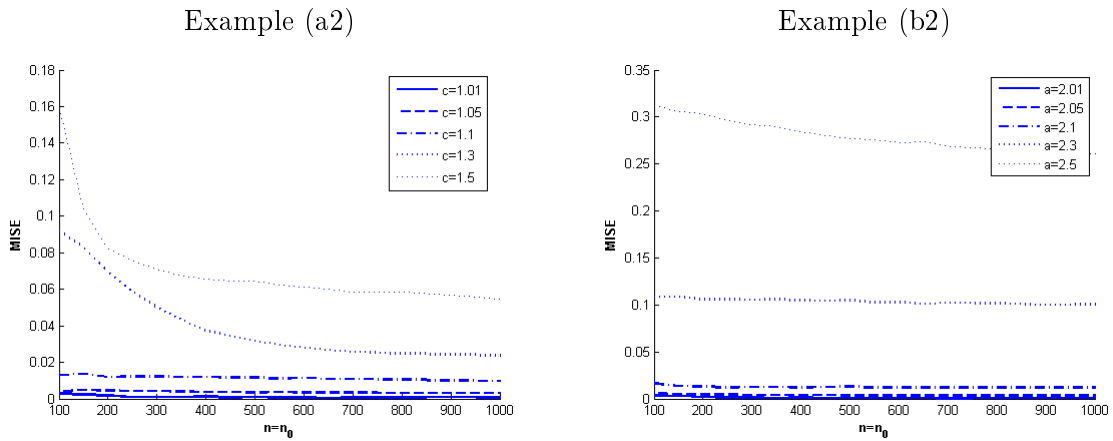 Example (a2)
0.18
0.16
0.14
0.12
0.1
0.08
0.06
0.04
0.02
0
MISE
100 200 300 400 500 600 700 800 900 1000
n=n0
c=1.01
c=1.05
c=1.1
c=1.3
c=1.5
Example (b2)
0.35
0.3
0.25
0.2
0.15
0.1
0.05
0
MISE
100 200 300 400 500 600 700 800 900 1000
n=n0
a=2.01
a=2.05
a=2.1
a=2.3
a=2.5